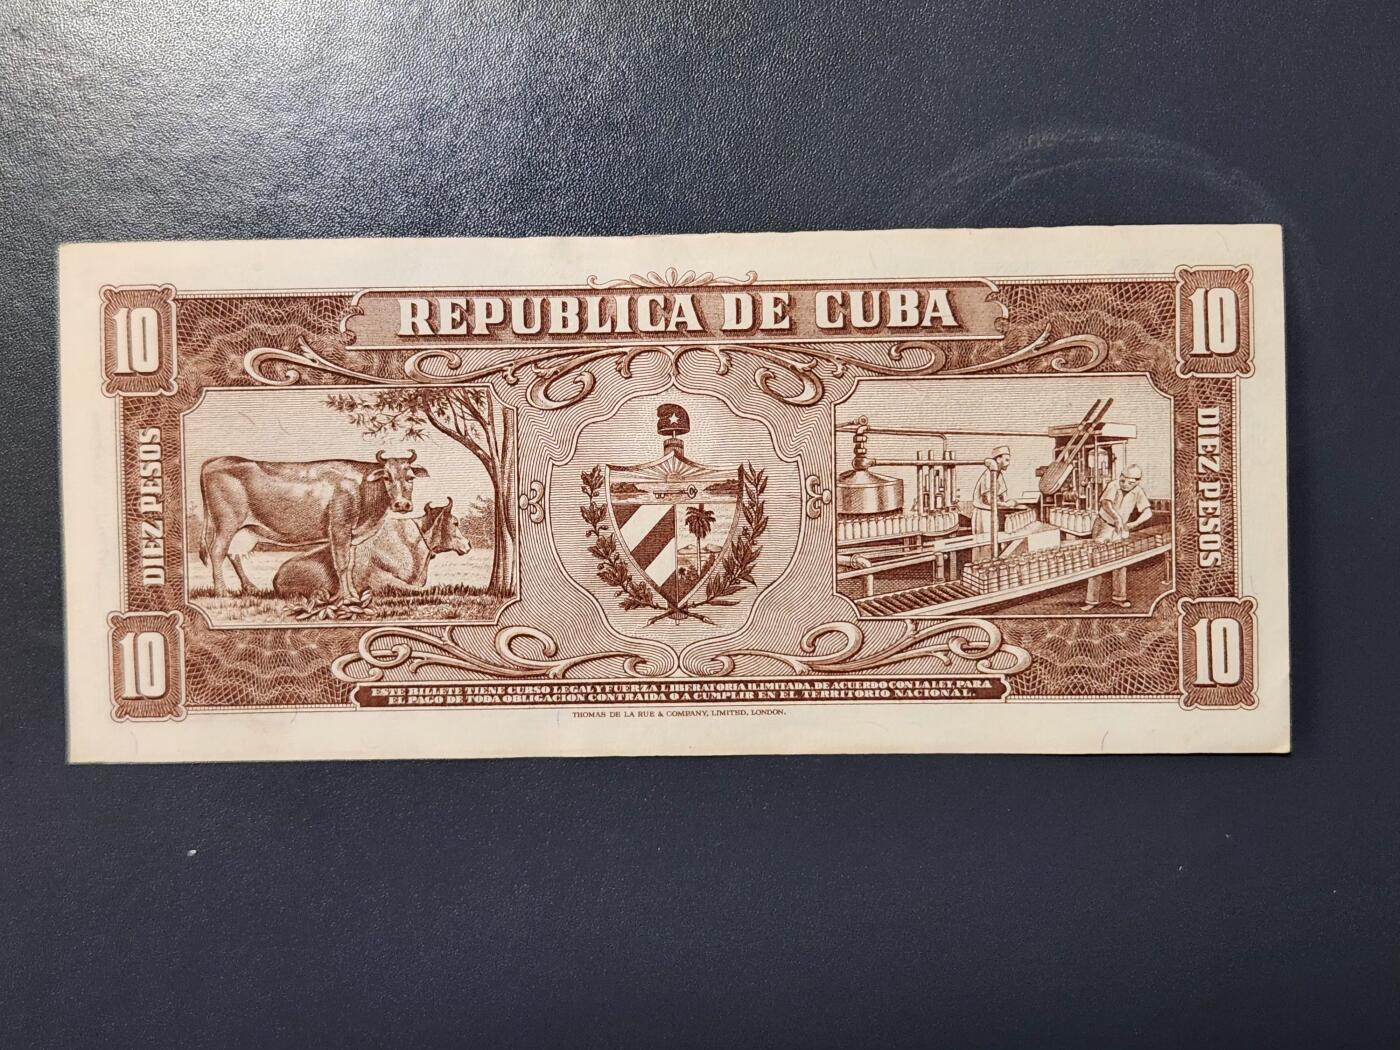 REPUBLICA DE CUBA
10
10
DIEZ PESOS
DIEZ PESOS
10
10
ESTE BILLETE TIENE CURSO LEGAL Y FUERZA LIBERATORIA ILIMITADA, DE ACUERDO CON LA LEY, PARA
EL PAGO DE TODA OBLIGACION CONTRAIDA O A CUMPLIR EN EL TERRITORIO NACIONAL.
THOMAS DE LA RUE & COMPANY, LIMITED, LONDON.